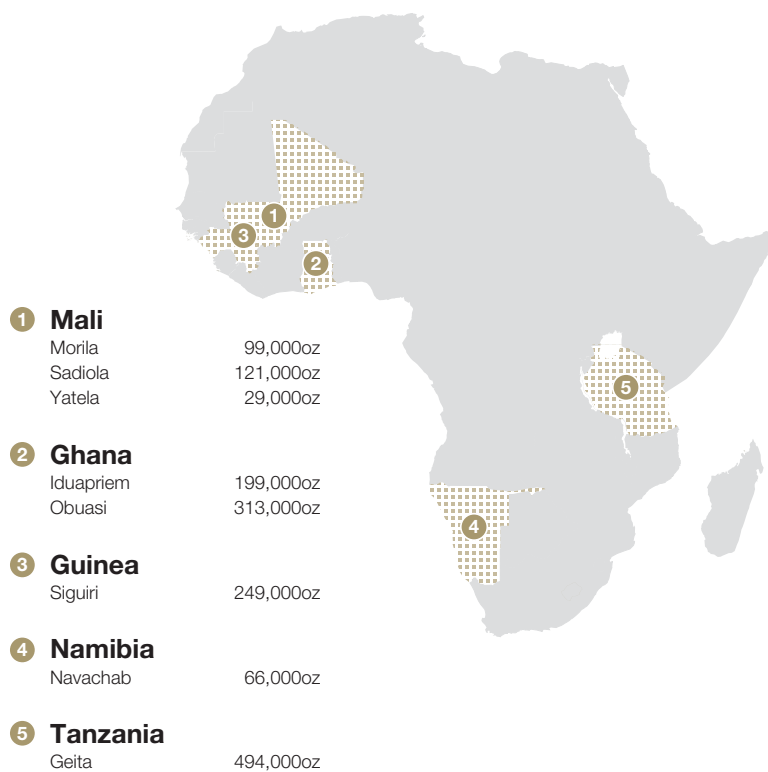 1
3
2
5
4
1 Mali
Morila 99,000oz
Sadiola 121,000oz
Yatela 29,000oz
2 Ghana
Iduapriem 199,000oz
Obuasi 313,000oz
3 Guinea
Siguiri 249,000oz
4 Namibia
Navachab 66,000oz
5 Tanzania
Geita 494,000oz